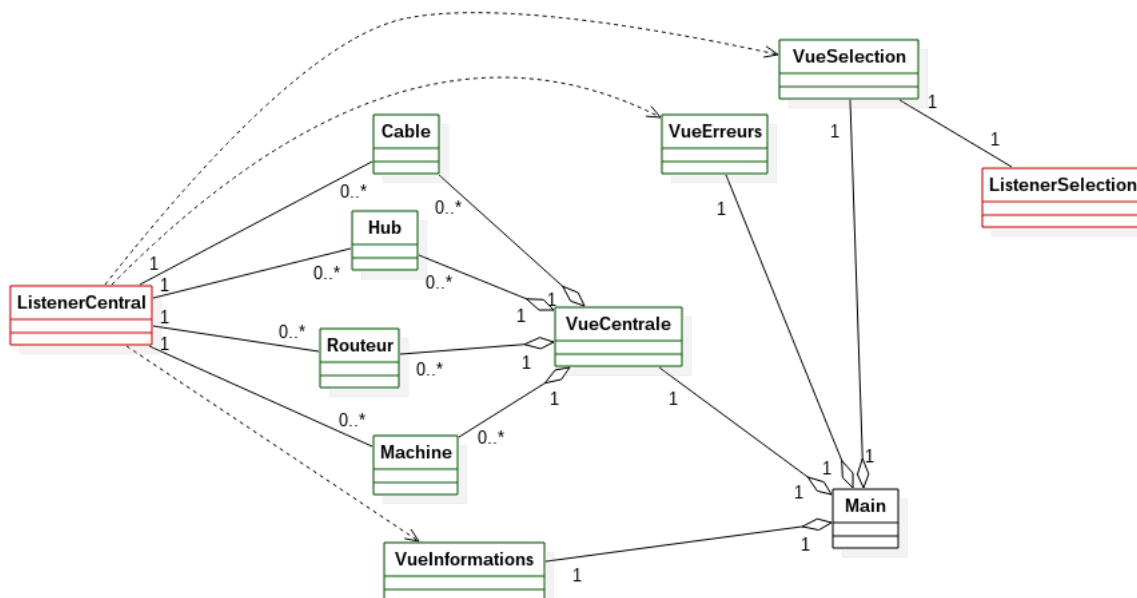 VueSelection
1
1
1
Cable
VueErreurs
ListenerSelection
0..*
0..*
1
Hub
1
1
0..*
0..*
ListenerCentral
1
1
VueCentrale
1
0..*
Routeur
0..*
1
1
1
1
0..*
0..*
Machine
1
1
1
Main
VueInformations
1
1